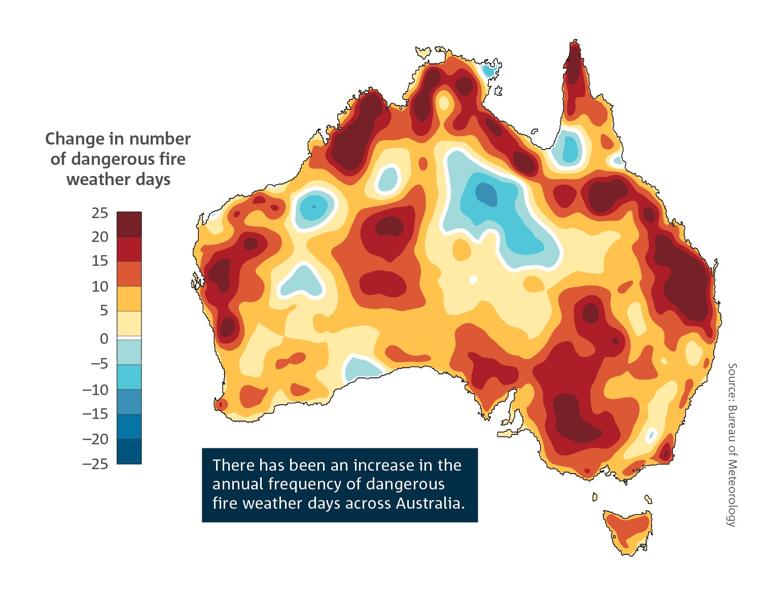 Change in number
of dangerous fire
weather days
25
20
15
10
5
0
−5
−10
−15
−20
−25
There has been an increase in the
annual frequency of dangerous
fire weather days across Australia.
Source: Bureau of Meteorology